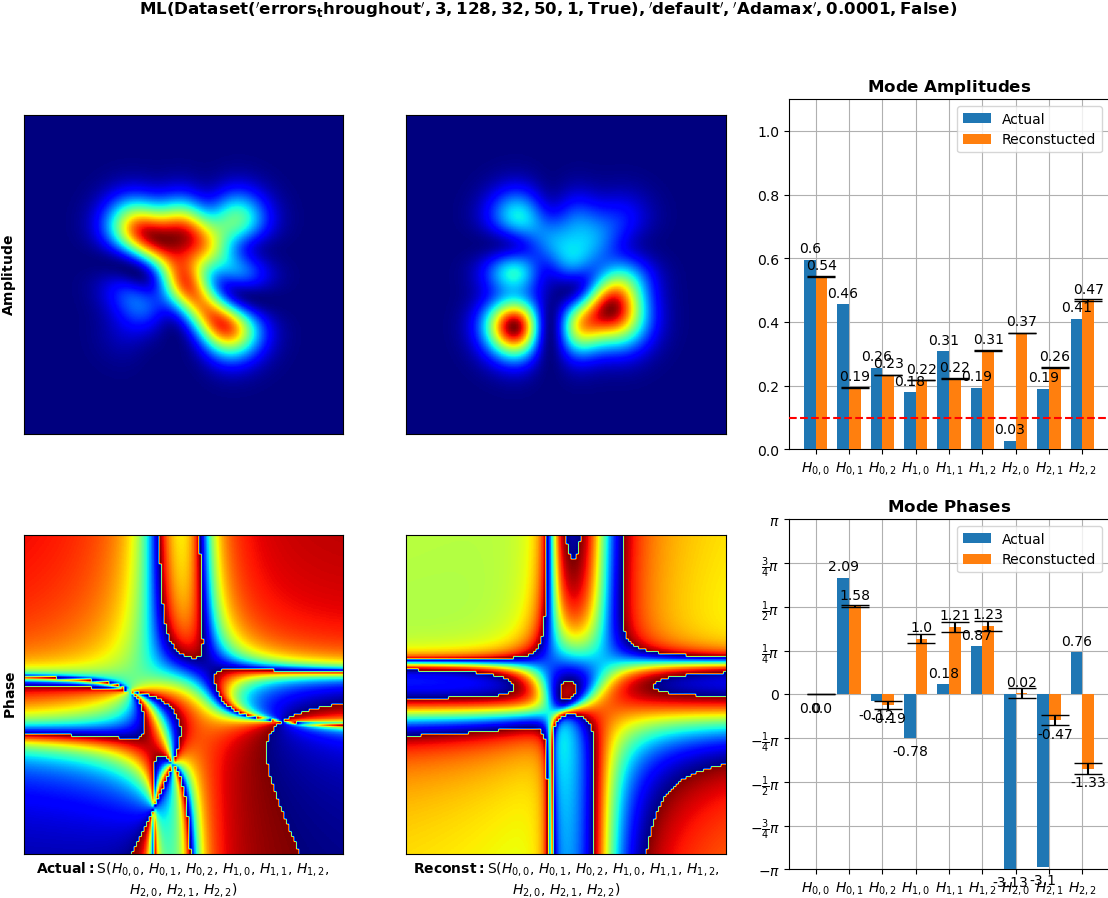 ML(Dataset(′errors_throughout′, 3, 128, 32, 50, 1, True), ′default′, ′Adamax′, 0.0001, False)
Amplitude
Mode Amplitudes
Actual
Reconstucted
1.0
0.8
0.6
0.4
0.2
0.0
0.6
0.54
0.46
0.19
0.26
0.23
0.18
0.22
0.31
0.22
0.19
0.31
0.03
0.37
0.19
0.26
0.41
0.47
H0,0 H0,1 H0,2 H1,0 H1,1 H1,2 H2,0 H2,1 H2,2
Phase
Actual: S(H0,0, H0,1, H0,2, H1,0, H1,1, H1,2,
H2,0, H2,1, H2,2)
Reconst: S(H0,0, H0,1, H0,2, H1,0, H1,1, H1,2,
H2,0, H2,1, H2,2)
Mode Phases
Actual
Reconstucted
π
3/4π
1/2π
1/4π
0
−1/4π
−1/2π
−3/4π
−π
0.0
0.0
2.09
1.58
-0.19
-0.78
1.0
0.18
1.21
0.87
1.23
-3.13
0.02
-3.1
-0.47
0.76
-1.33
H0,0 H0,1 H0,2 H1,0 H1,1 H1,2 H2,0 H2,1 H2,2